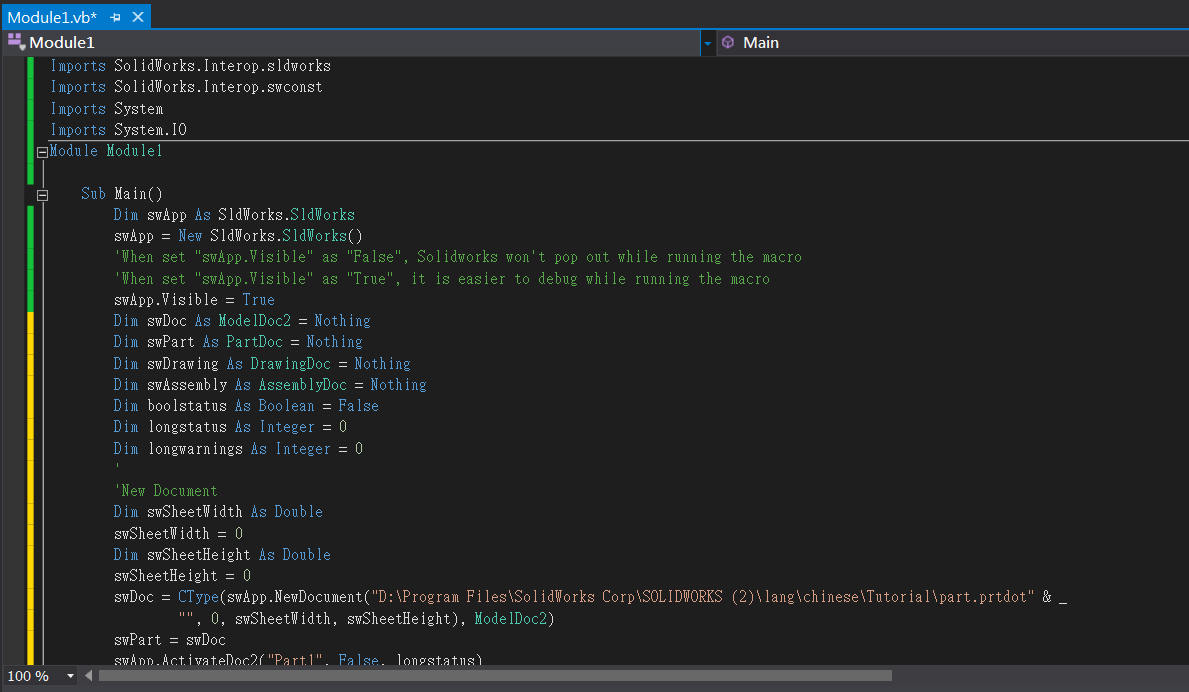 Module1.vb*
Module1 Main
Imports SolidWorks.Interop.sldworks
Imports SolidWorks.Interop.swconst
Imports System
Imports System.IO
Module Module1
Sub Main()
Dim swApp As SldWorks.SldWorks
swApp = New SldWorks.SldWorks()
'When set "swApp.Visible" as "False", Solidworks won't pop out while running the macro
'When set "swApp.Visible" as "True", it is easier to debug while running the macro
swApp.Visible = True
Dim swDoc As ModelDoc2 = Nothing
Dim swPart As PartDoc = Nothing
Dim swDrawing As DrawingDoc = Nothing
Dim swAssembly As AssemblyDoc = Nothing
Dim boolstatus As Boolean = False
Dim longstatus As Integer = 0
Dim longwarnings As Integer = 0
'
'New Document
Dim swSheetWidth As Double
swSheetWidth = 0
Dim swSheetHeight As Double
swSheetHeight = 0
swDoc = CType(swApp.NewDocument("D:\Program Files\SolidWorks Corp\SOLIDWORKS (2)\lang\chinese\Tutorial\part.prtdot" & _
"", 0, swSheetWidth, swSheetHeight), ModelDoc2)
swPart = swDoc
swApp.ActivateDoc2("Part1", False, longstatus)
100 %